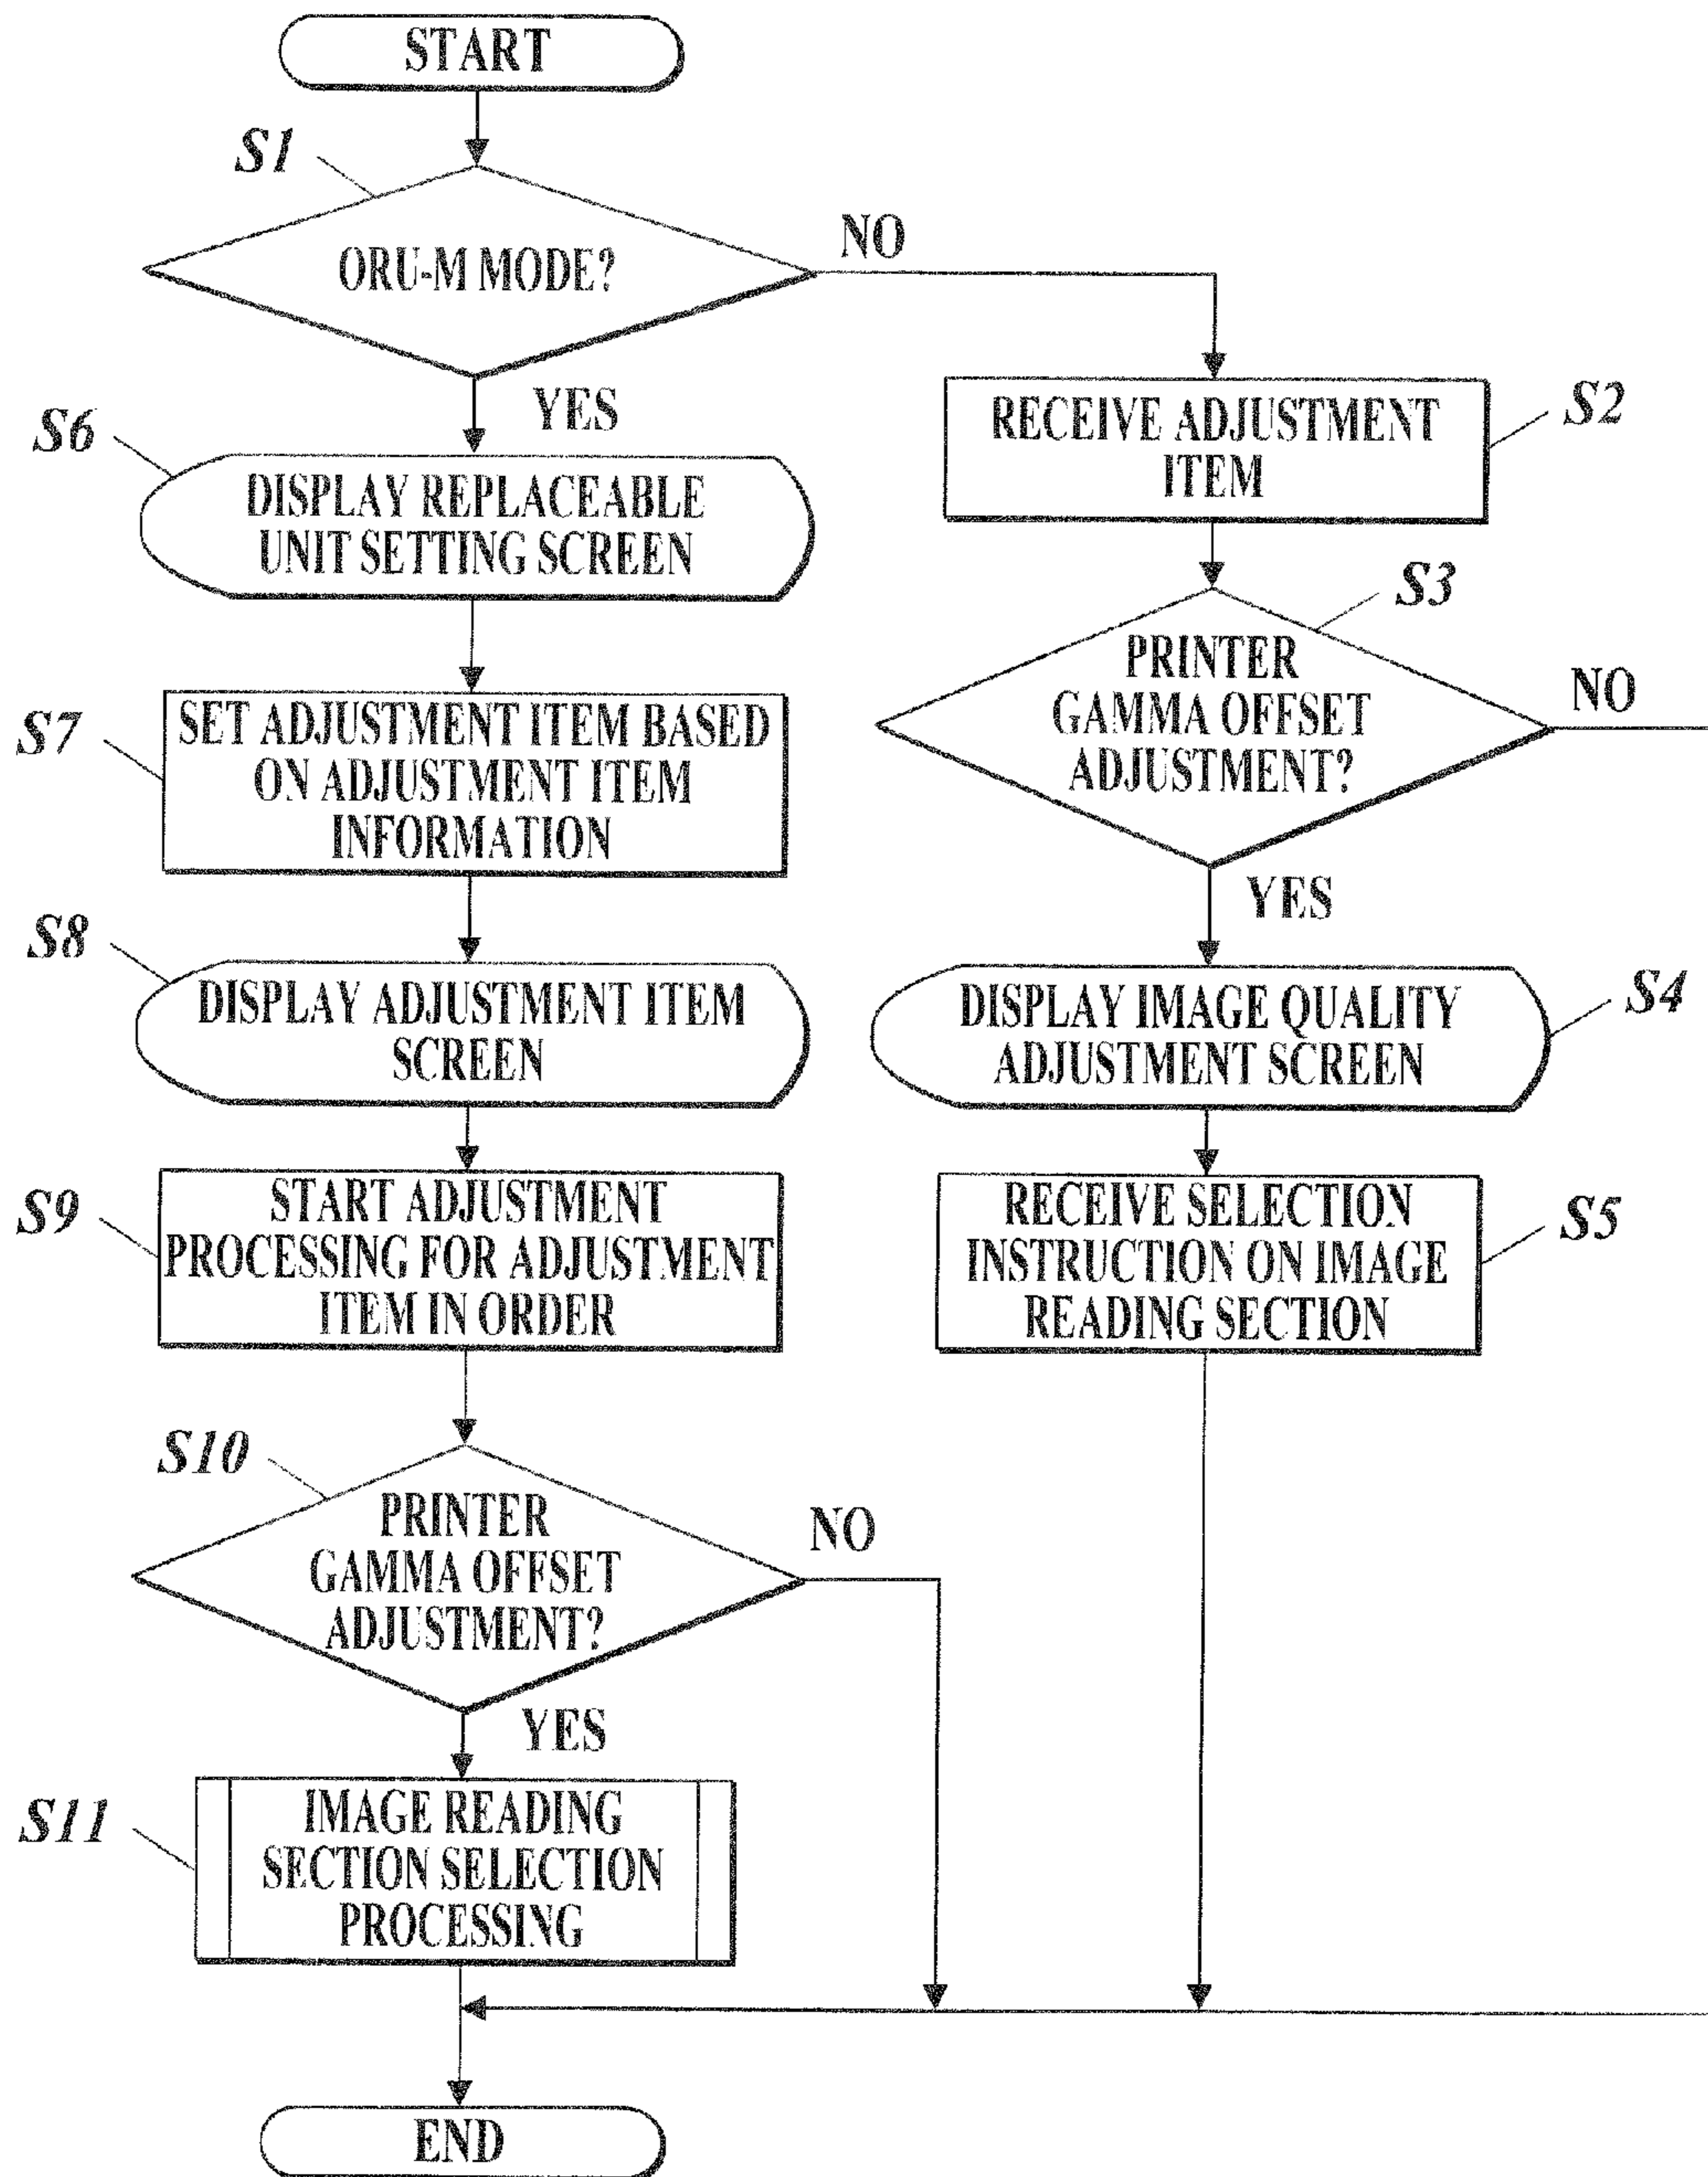 START
S1
ORU-M MODE?
NO
YES
S2
RECEIVE ADJUSTMENT
ITEM
S3
PRINTER
GAMMA OFFSET
ADJUSTMENT?
NO
YES
S4
DISPLAY IMAGE QUALITY
ADJUSTMENT SCREEN
S5
RECEIVE SELECTION
INSTRUCTION ON IMAGE
READING SECTION
S6
DISPLAY REPLACEABLE
UNIT SETTING SCREEN
S7
SET ADJUSTMENT ITEM BASED
ON ADJUSTMENT ITEM
INFORMATION
S8
DISPLAY ADJUSTMENT ITEM
SCREEN
S9
START ADJUSTMENT
PROCESSING FOR ADJUSTMENT
ITEM IN ORDER
S10
PRINTER
GAMMA OFFSET
ADJUSTMENT?
NO
YES
S11
IMAGE READING
SECTION SELECTION
PROCESSING
END